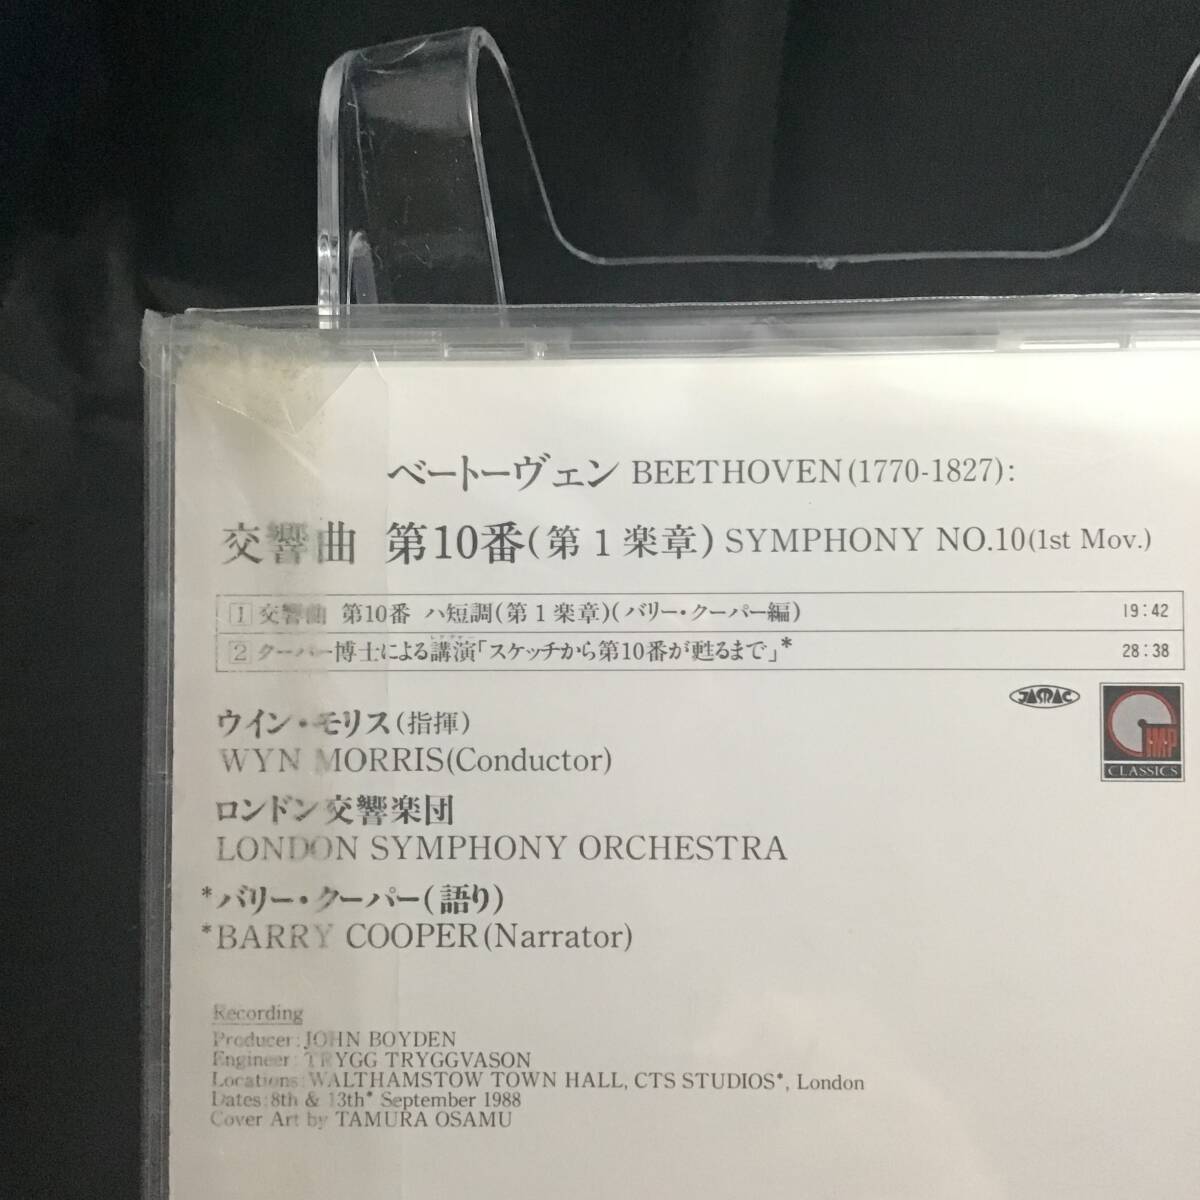 ベートーヴェン BEETHOVEN(1770-1827):
交響曲 第10番(第1楽章) SYMPHONY NO.10(1st Mov.)
1 交響曲 第10番 ハ短調(第1楽章)(バリー・クーパー編) 19:42
2 クーパー博士による講演「スケッチから第10番が甦るまで」* 28:38
JASRAC
IMP
CLASSICS
ウイン・モリス(指揮)
WYN MORRIS(Conductor)
ロンドン交響楽団
LONDON SYMPHONY ORCHESTRA
*バリー・クーパー(語り)
*BARRY COOPER(Narrator)
Recording
Producer:JOHN BOYDEN
Engineer:TRYGG TRYGGVASON
Locations:WALTHAMSTOW TOWN HALL, CTS STUDIOS*, London
Dates:8th & 13th* September 1988
Cover Art by TAMURA OSAMU